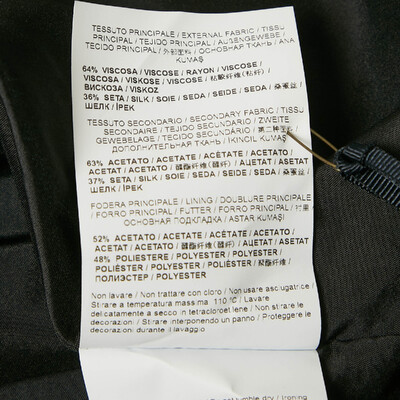 TESSUTO PRINCIPALE / EXTERNAL FABRIC / TISSU
PRINCIPAL / TEJIDO PRINCIPAL / AUßENGEWEBE /
TECIDO PRINCIPAL / 外部面料 / ОСНОВНАЯ ТКАНЬ / ANA
KUMAŞ
64% VISCOSA / VISCOSE / RAYON / VISCOSE /
VISCOSA / VISKOSE / VISCOSE / 粘胶纤维(粘纤) /
ВИСКОЗА / VISKOZ
36% SETA / SILK / SOIE / SEDA / SEIDE / SEDA / 桑蚕丝 /
ШЕЛК / İPEK
TESSUTO SECONDARIO / SECONDARY FABRIC / TISSU
SECONDAIRE / TEJIDO SECUNDARIO / ZWEITE
GEWEBELAGE / TECIDO SECUNDÁRIO / 第二种面料
/ ДОПОЛНИТЕЛЬНАЯ ТКАНЬ / IKINCIL KUMAŞ
63% ACETATO / ACETATE / ACÉTATE / ACETATO /
ACETAT / ACETATO / 醋酯纤维(醋纤) / АЦЕТАТ / ASETAT
37% SETA / SILK / SOIE / SEDA / SEIDE / SEDA / 桑蚕丝 /
ШЕЛК / İPEK
FODERA PRINCIPALE / LINING / DOUBLURE PRINCIPALE
/ FORRO PRINCIPAL / FUTTER / FORRO PRINCIPAL / 衬里 /
ОСНОВНАЯ ПОДКЛАДКА / ASTAR KUMAŞI
52% ACETATO / ACETATE / ACÉTATE / ACETATO /
ACETAT / ACETATO / 醋酯纤维(醋纤) / АЦЕТАТ / ASETAT
48% POLIESTERE / POLYESTER / POLYESTER /
POLIÉSTER / POLYESTER / POLIÉSTER / 聚酯纤维 /
ПОЛИЭСТЕР / POLYESTER
Non lavare / Non trattare con cloro / Non usare asciugatrice /
Stirare a temperatura massima 110°C / Lavare
delicatamente a secco in tetracloroetilene / Non stirare le
decorazioni / Stirare interponendo un panno / Proteggere le
decorazioni durante il lavaggio
not tumble dry / Ironing